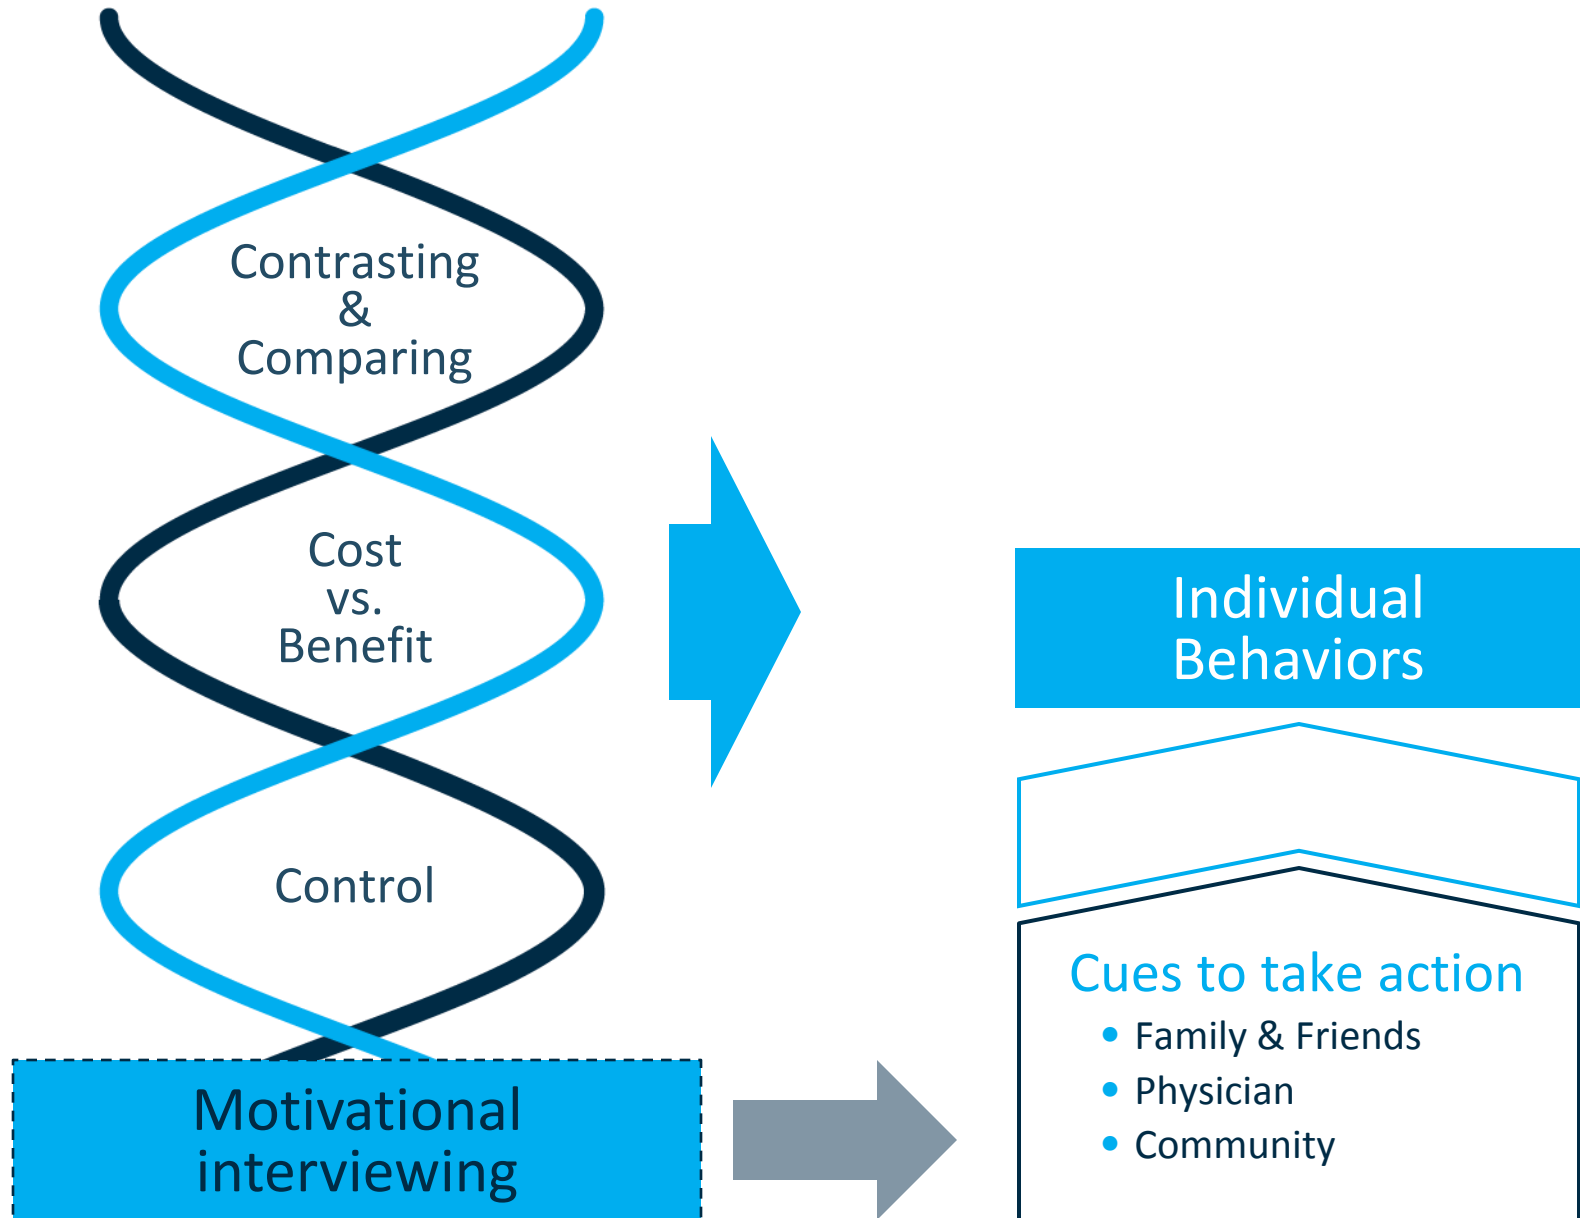 Contrasting
&
Comparing
Cost
vs.
Benefit
Control
Motivational
interviewing
Individual
Behaviors
Cues to take action
• Family & Friends
• Physician
• Community